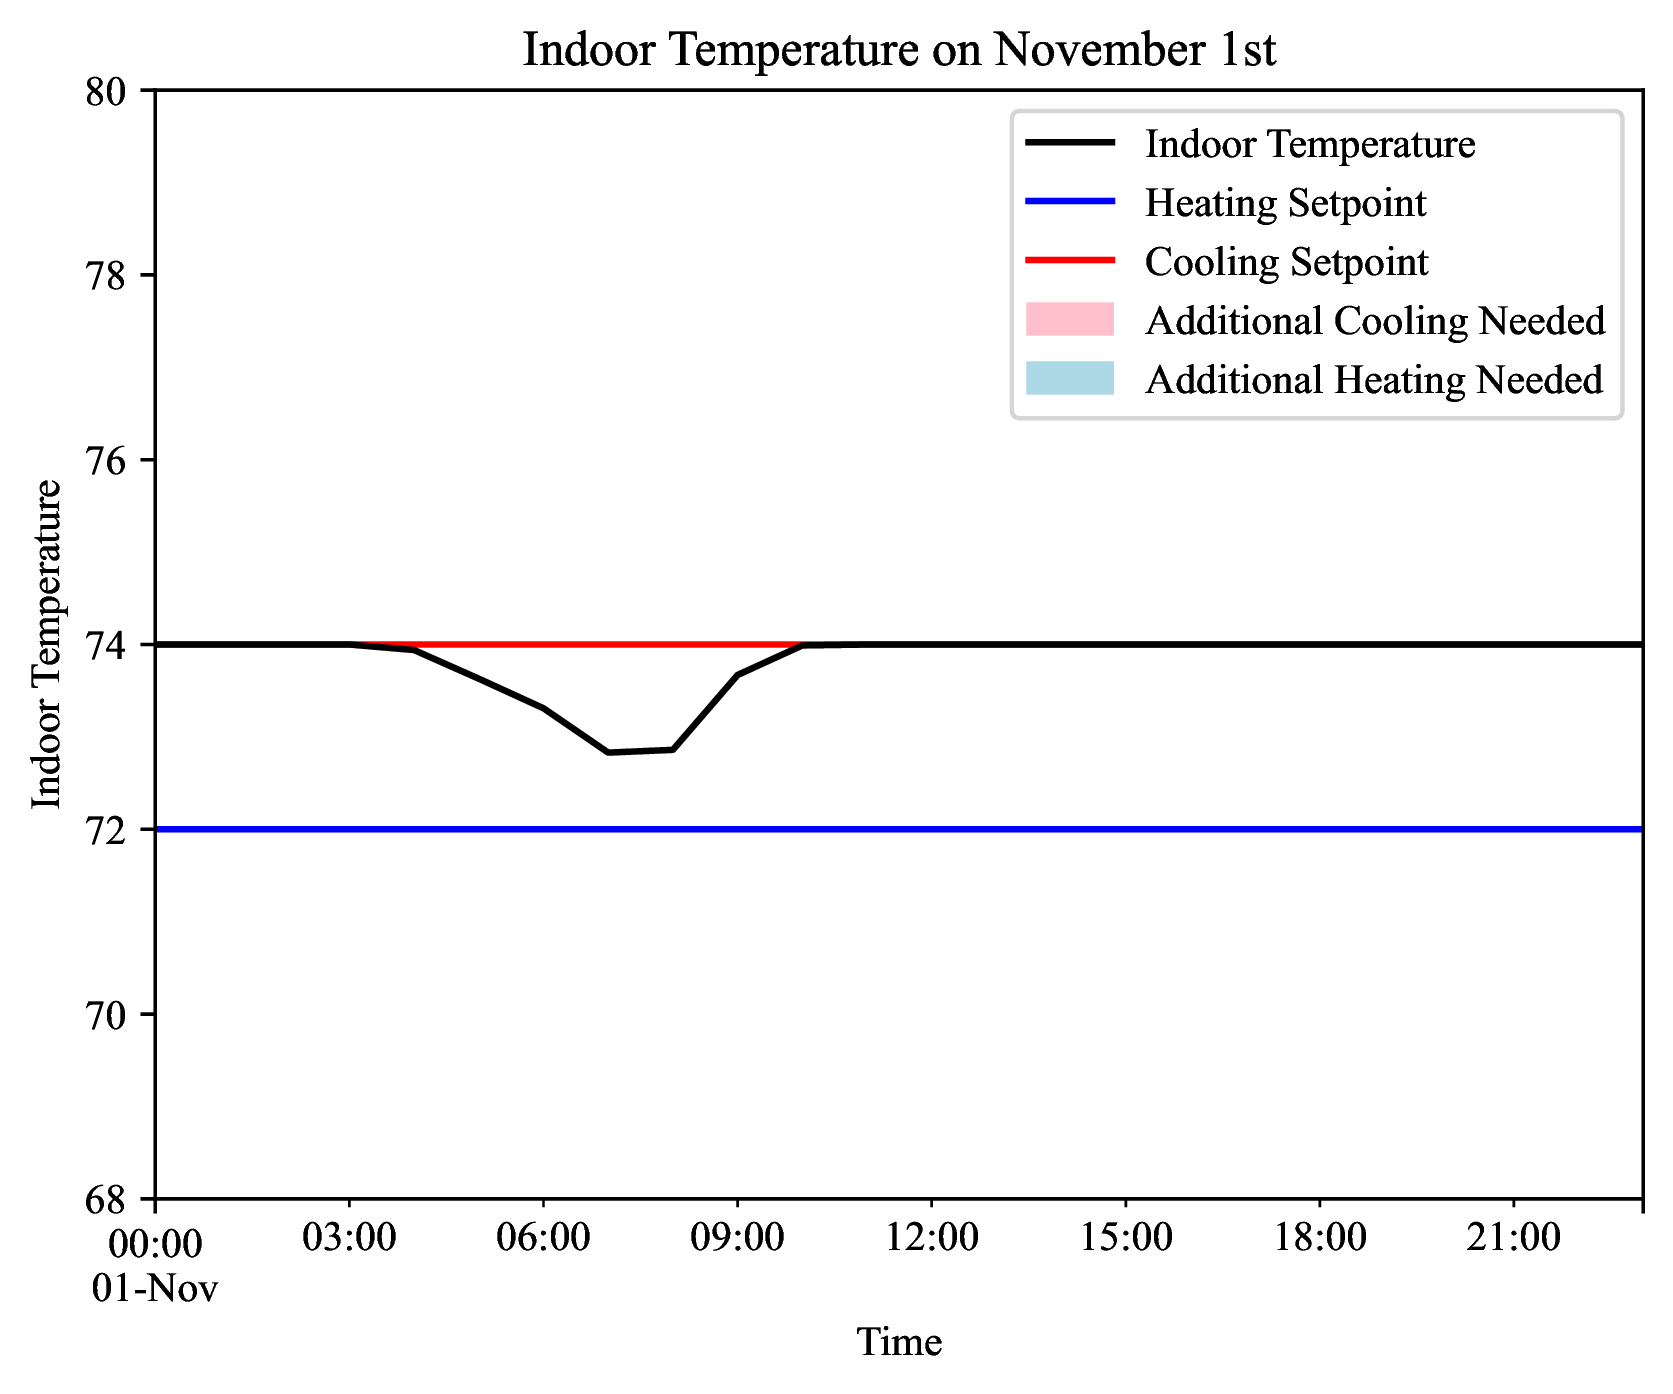 Indoor Temperature on November 1st
80
78
76
74
72
70
68
Indoor Temperature
Indoor Temperature
Heating Setpoint
Cooling Setpoint
Additional Cooling Needed
Additional Heating Needed
00:00 03:00 06:00 09:00 12:00 15:00 18:00 21:00
01-Nov
Time